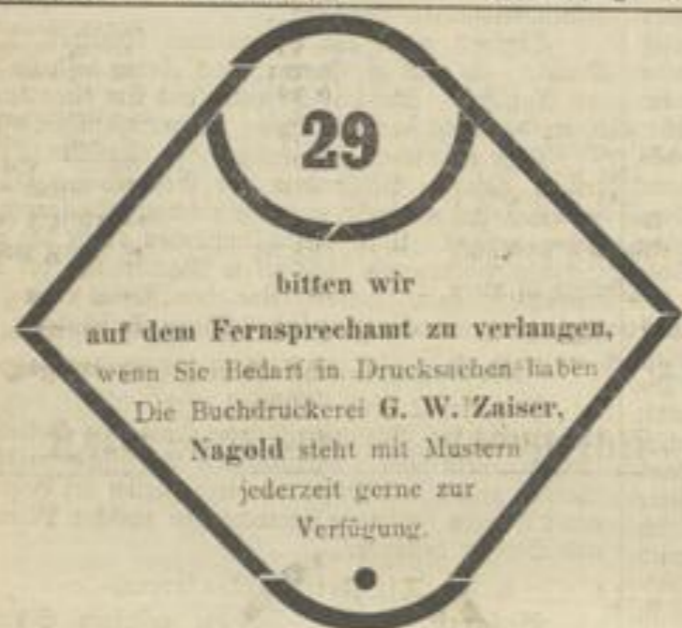 29
bitten wir
auf dem Fernsprechamt zu verlangen,
wenn Sie Bedarf in Drucksachen haben
Die Buchdruckerei G. W. Zaiser,
Nagold steht mit Mustern
jederzeit gerne zur
Verfügung.